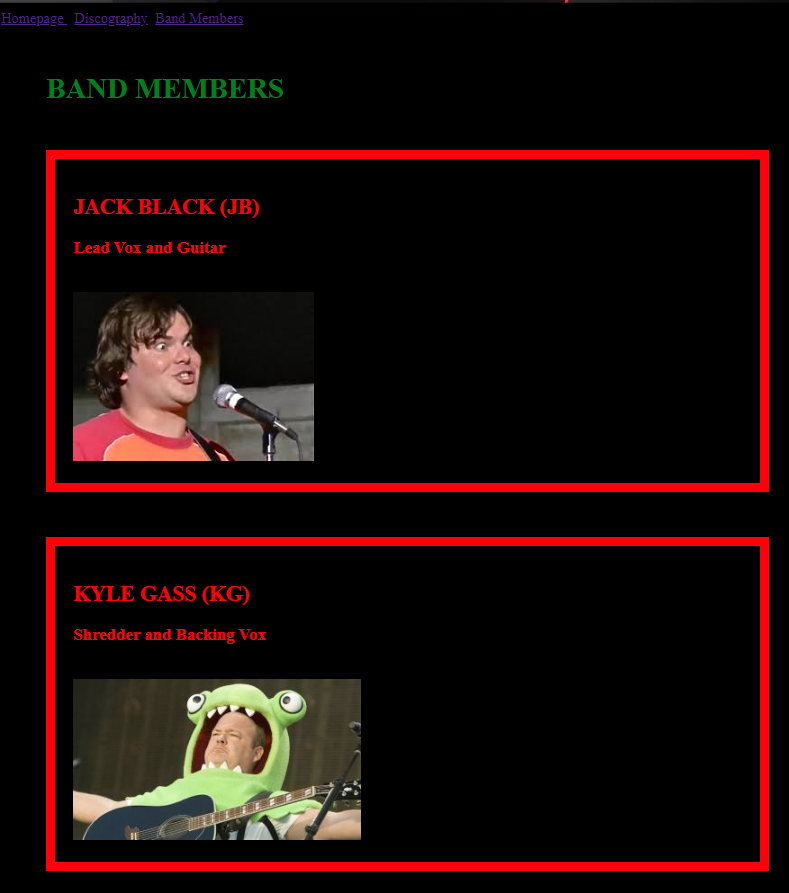 Homepage Discography Band Members
BAND MEMBERS
JACK BLACK (JB)
Lead Vox and Guitar
KYLE GASS (KG)
Shredder and Backing Vox